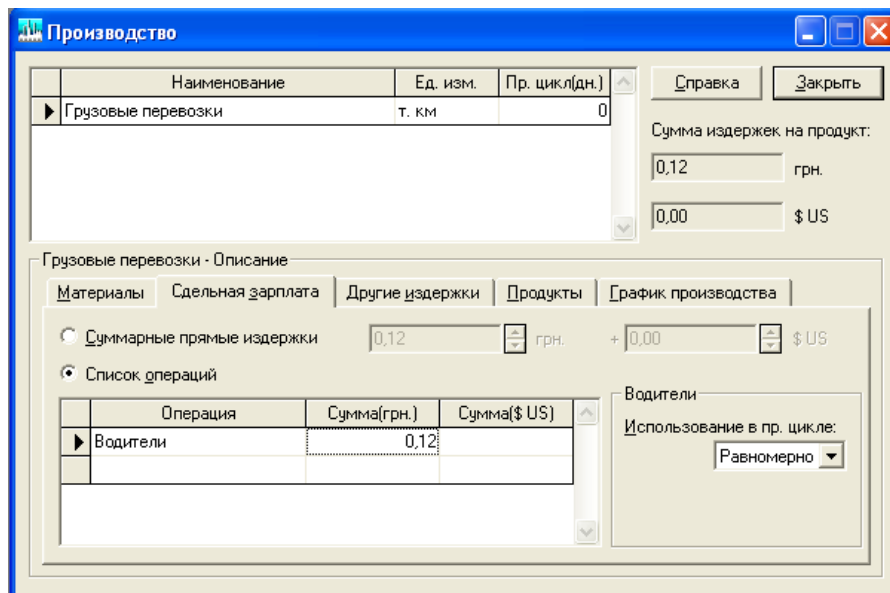 Производство
Наименование Ед. изм. Пр. цикл(дн.)
Грузовые перевозки т. км 0
Справка Закрыть
Сумма издержек на продукт:
0,12 грн.
0,00 $ US
Грузовые перевозки - Описание
Материалы Сдельная зарплата Другие издержки Продукты График производства
Суммарные прямые издержки 0,12 грн. + 0,00 $ US
Список операций
Операция Сумма(грн.) Сумма($ US)
Водители 0,12
Водители
Использование в пр. цикле:
Равномерно